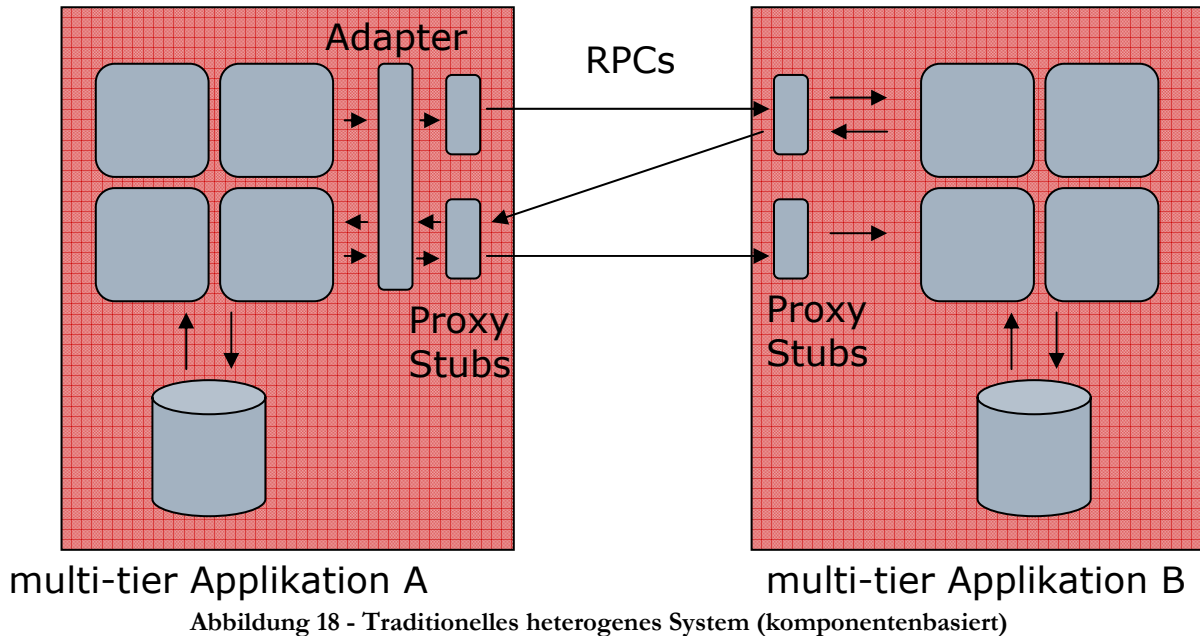 Adapter
RPCs
Proxy
Stubs
Proxy
Stubs
multi-tier Applikation A
multi-tier Applikation B
Abbildung 18 - Traditionelles heterogenes System (komponentenbasiert)